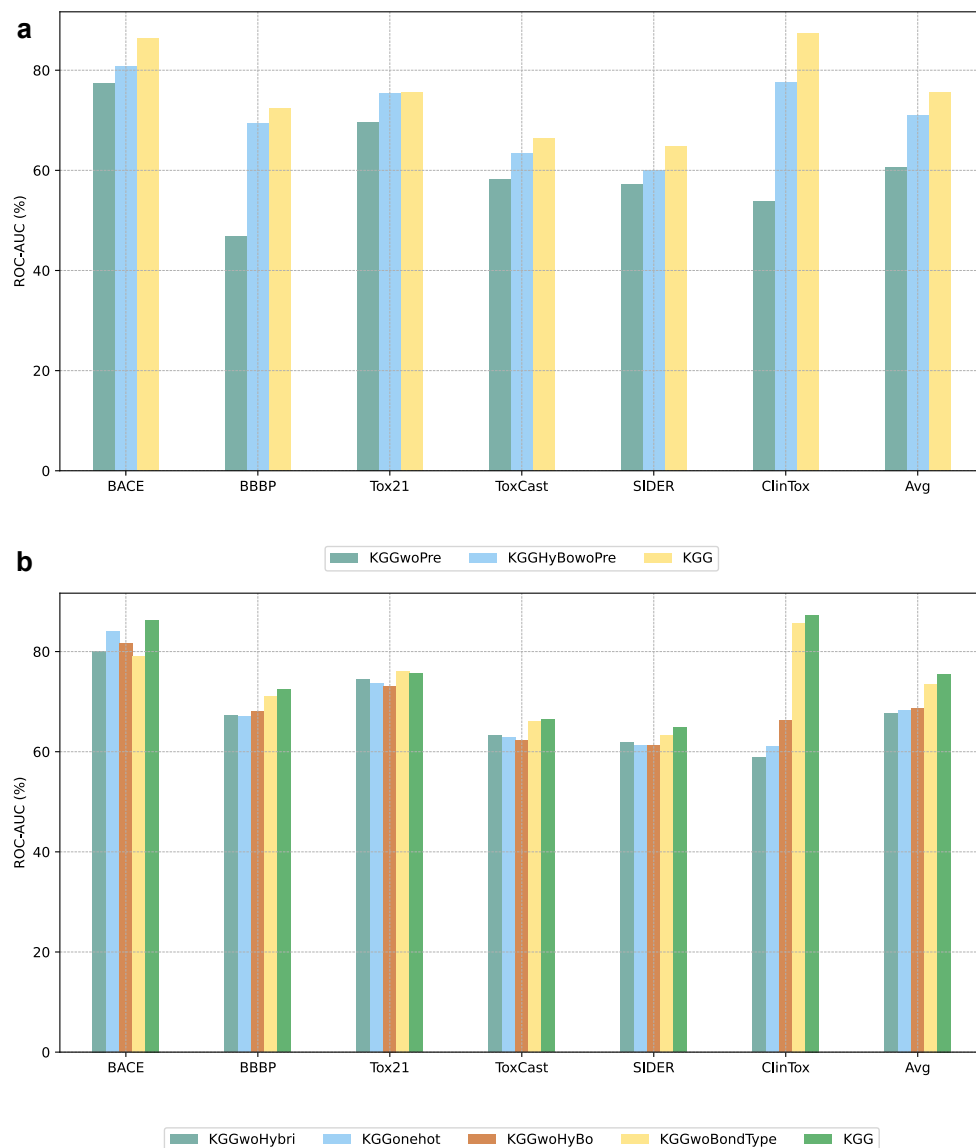 a
80
60
40
20
0
ROC-AUC (%)
BACE BBBP Tox21 ToxCast SIDER ClinTox Avg
KGGwoPre KGGHyBowoPre KGG
b
80
60
40
20
0
ROC-AUC (%)
BACE BBBP Tox21 ToxCast SIDER ClinTox Avg
KGGwoHybri KGGonehot KGGwoHyBo KGGwoBondType KGG